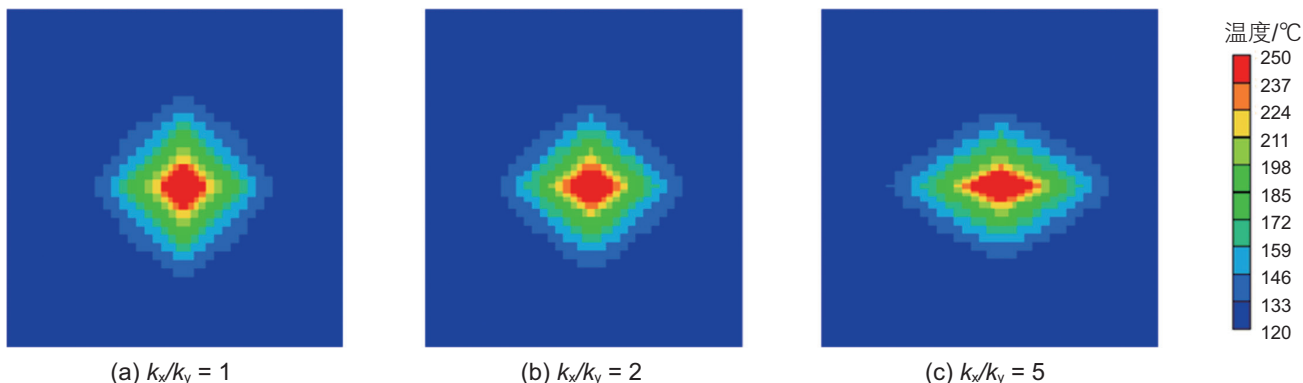 温度/℃
250
237
224
211
198
185
172
159
146
133
120
(a) kx/ky = 1
(b) kx/ky = 2
(c) kx/ky = 5